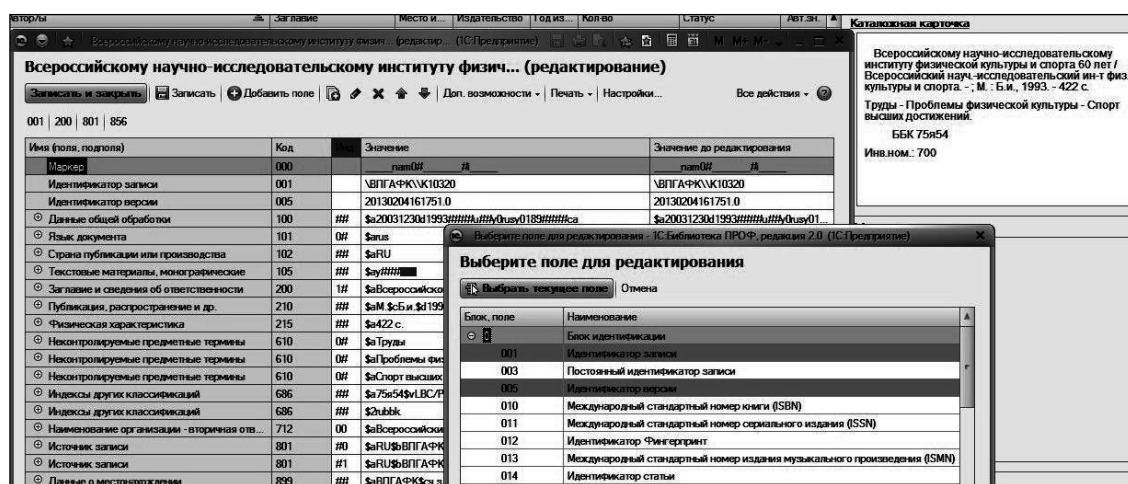 втор/ы Заглавие Место и... Издательство Год из... Кол-во Статус Авт.зн.
Каталожная карточка
Всероссийскому научно-исследовательскому институту физич... (редактир... (1С:Предприятие) M M+ M-
Всероссийскому научно-исследовательскому институту физич... (редактирование)
Записать и закрыть Записать Добавить поле Доп. возможности Печать Настройки... Все действия
001 | 200 | 801 | 856
Имя (поля, подполя) Код Инд Значение Значение до редактирования
Маркер 000 _____nam0#_____#i_____ _____nam0#_____#i_____
Идентификатор записи 001 \ВПГАФК\\К10320 \ВПГАФК\\К10320
Идентификатор версии 005 20130204161751.0 20130204161751.0
Данные общей обработки 100 ## $a20031230d1993#####u##y0rusy0189#####ca $a20031230d1993#####u##y0rusy01...
Язык документа 101 0# $arus
Страна публикации или производства 102 ## $aRU
Текстовые материалы, монографические 105 ## $ay####
Заглавие и сведения об ответственности 200 1# $aВсероссийско
Публикация, распространение и др. 210 ## $aМ.$cБ.и.$d199
Физическая характеристика 215 ## $a422 с.
Неконтролируемые предметные термины 610 0# $aТруды
Неконтролируемые предметные термины 610 0# $aПроблемы физ
Неконтролируемые предметные термины 610 0# $aСпорт высших
Индексы других классификаций 686 ## $a75я54$vLBC/P
Индексы других классификаций 686 ## $2rubbk
Наименование организации - вторичная отв... 712 00 $aВсероссийски
Источник записи 801 #0 $aRU$bВПГАФК
Источник записи 801 #1 $aRU$bВПГАФК
Данные о местонахождении 899 ## $aВПГАФК$cч.з
Выберите поле для редактирования - 1С:Библиотека ПРОФ, редакция 2.0 (1С:Предприятие)
Выберите поле для редактирования
Выбрать текущее поле Отмена
Блок, поле Наименование
0 Блок идентификации
001 Идентификатор записи
003 Постоянный идентификатор записи
005 Идентификатор версии
010 Международный стандартный номер книги (ISBN)
011 Международный стандартный номер сериального издания (ISSN)
012 Идентификатор Фингерпринт
013 Международный стандартный номер издания музыкального произведения (ISMN)
014 Идентификатор статьи
Всероссийскому научно-исследовательскому
институту физической культуры и спорта 60 лет /
Всероссийский науч.-исследовательский ин-т физ.
культуры и спорта. - ; М. : Б.и., 1993. - 422 с.
Труды - Проблемы физической культуры - Спорт
высших достижений.
ББК 75я54
Инв.ном.: 700